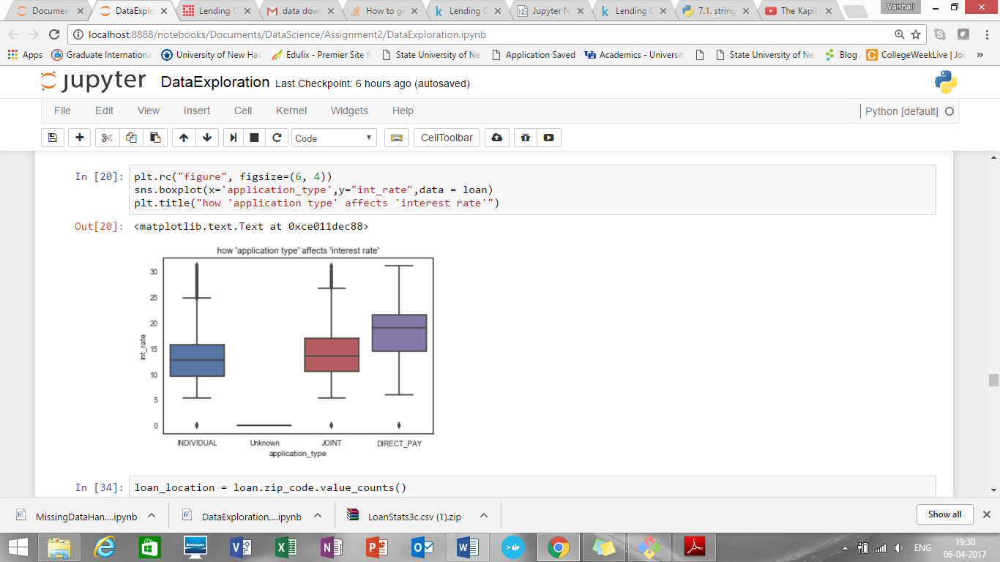 Documen
DataExplo
Lending C
data down
How to ge
Lending C
Jupyter N
Lending C
7.1. string
The Kapil
Vaishali
localhost:8888/notebooks/Documents/DataScience/Assignment2/DataExploration.ipynb
Apps
Graduate Internationa
University of New Hav
Edulix - Premier Site f
State University of Ne
Application Saved
Academics - Universit
State University of Ne
Blog
CollegeWeekLive | Joi
»
jupyter DataExploration Last Checkpoint: 6 hours ago (autosaved)
File Edit View Insert Cell Kernel Widgets Help Python [default]
Code CellToolbar
In [20]: plt.rc("figure", figsize=(6, 4))
sns.boxplot(x='application_type',y="int_rate",data = loan)
plt.title("how 'application type' affects 'interest rate'")
Out[20]: <matplotlib.text.Text at 0xce011dec88>
how 'application type' affects 'interest rate'
30
25
20
15
10
5
0
int_rate
INDIVIDUAL Unknown JOINT DIRECT_PAY
application_type
In [34]: loan_location = loan.zip_code.value_counts()
MissingDataHan....ipynb
DataExploration....ipynb
LoanStats3c.csv (1).zip
Show all
lenovo
ENG
19:30
06-04-2017